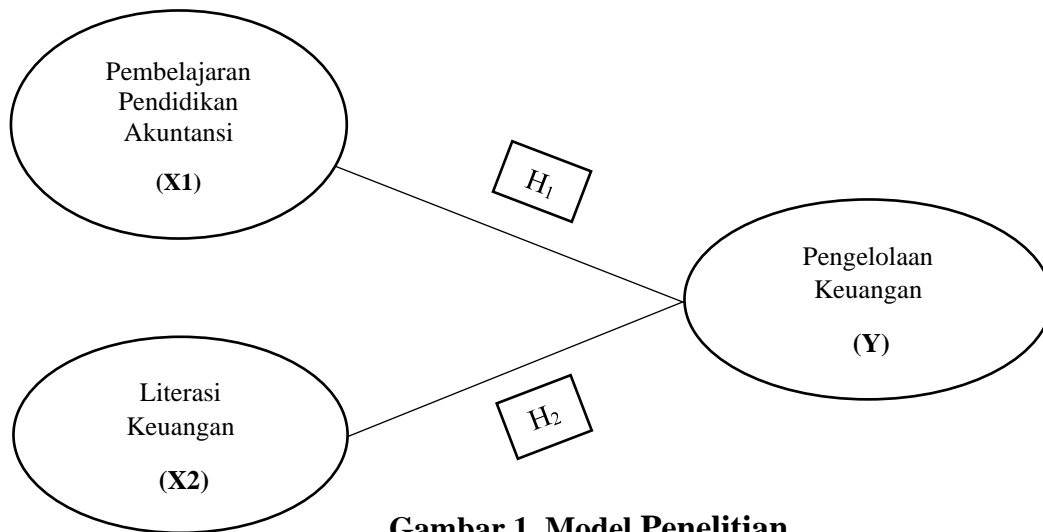 Pembelajaran
Pendidikan
Akuntansi
(X1)
H1
Pengelolaan
Keuangan
(Y)
Literasi
Keuangan
(X2)
H2
Gambar 1. Model Penelitian